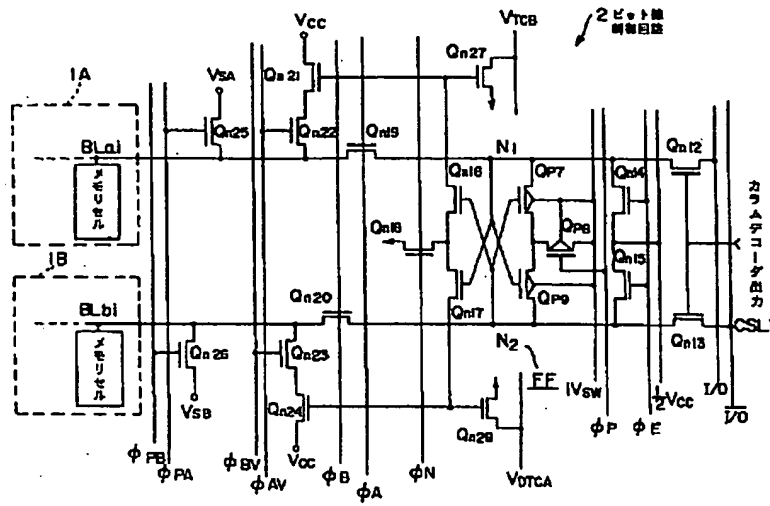 2 ビット線
制御回路
VCC
VTCB
Qn27
1A
VSA
Qn21
Qn25
Qn22
Qn19
BLai
メモリセル
N1
Qn12
Qn16
QP7
Qn14
QP8
Qn18
Qn15
カラムデコーダ出力
1B
Qn17
QP9
BLbi
メモリセル
Qn20
N2
CSL
Qn13
Qn26
Qn23
FF
VSW
1/2VCC
I/O
I/O
VSB
Qn24
Qn29
φP
φE
φPB
φPA
φBV
φAV
VCC
φB
φA
φN
VDTCA